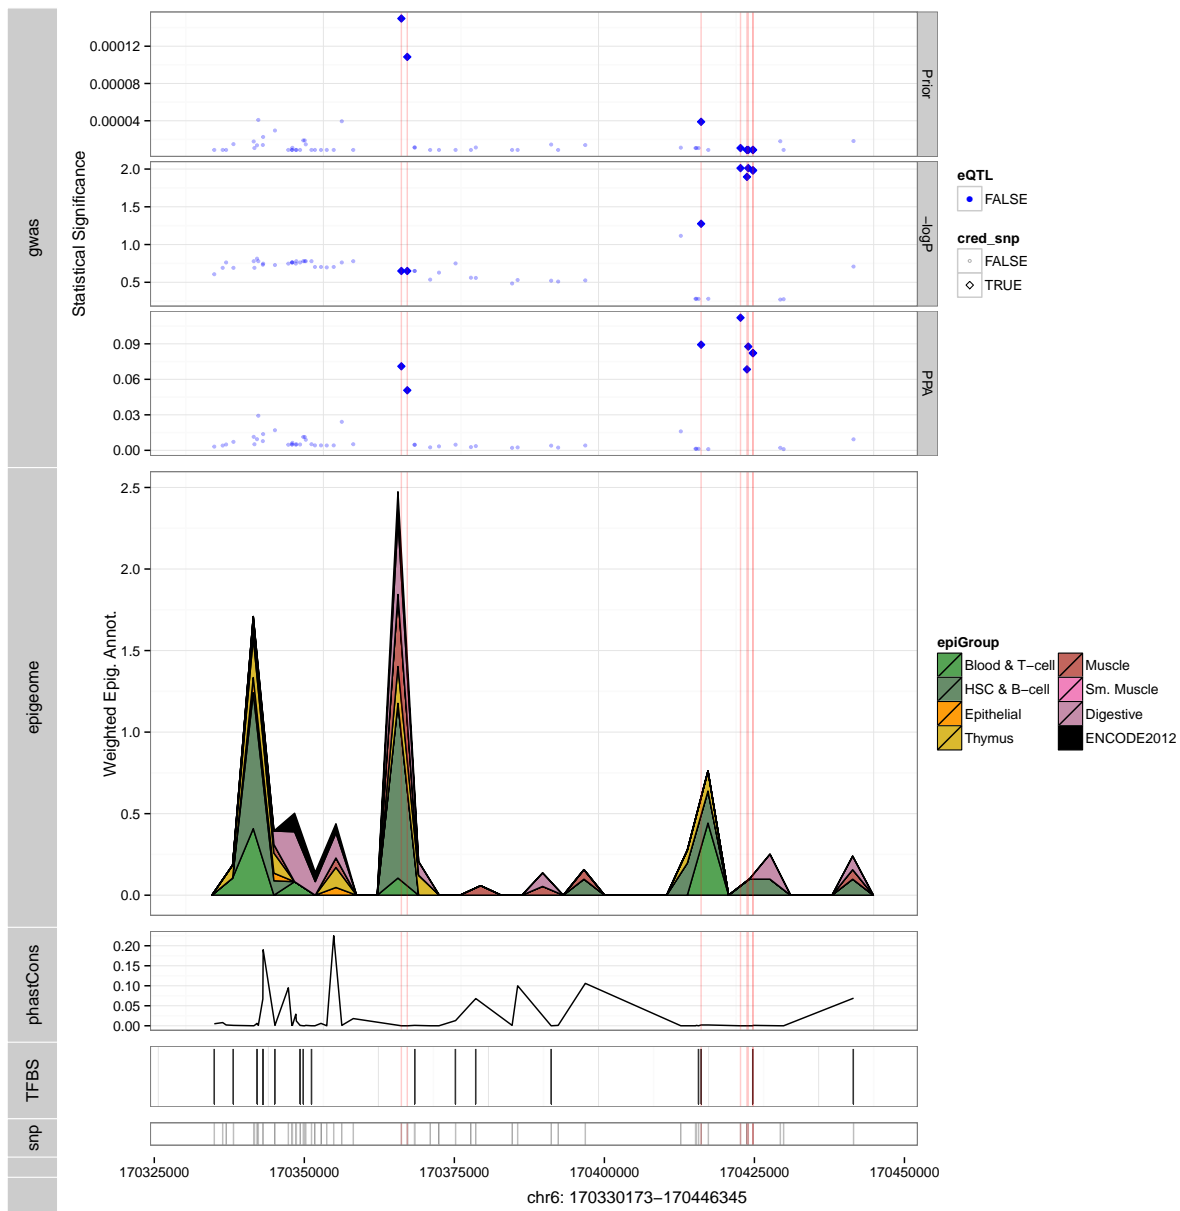 gwas
Statistical Significance
0.00012
0.00008
0.00004
Prior
2.0
1.5
1.0
0.5
−logP
0.09
0.06
0.03
0.00
PPA
eQTL
FALSE
cred_snp
FALSE
TRUE
epigeome
Weighted Epig. Annot.
2.5
2.0
1.5
1.0
0.5
0.0
epiGroup
Blood & T−cell
HSC & B−cell
Epithelial
Thymus
Muscle
Sm. Muscle
Digestive
ENCODE2012
phastCons
0.20
0.15
0.10
0.05
0.00
TFBS
snp
170325000 170350000 170375000 170400000 170425000 170450000
chr6: 170330173−170446345